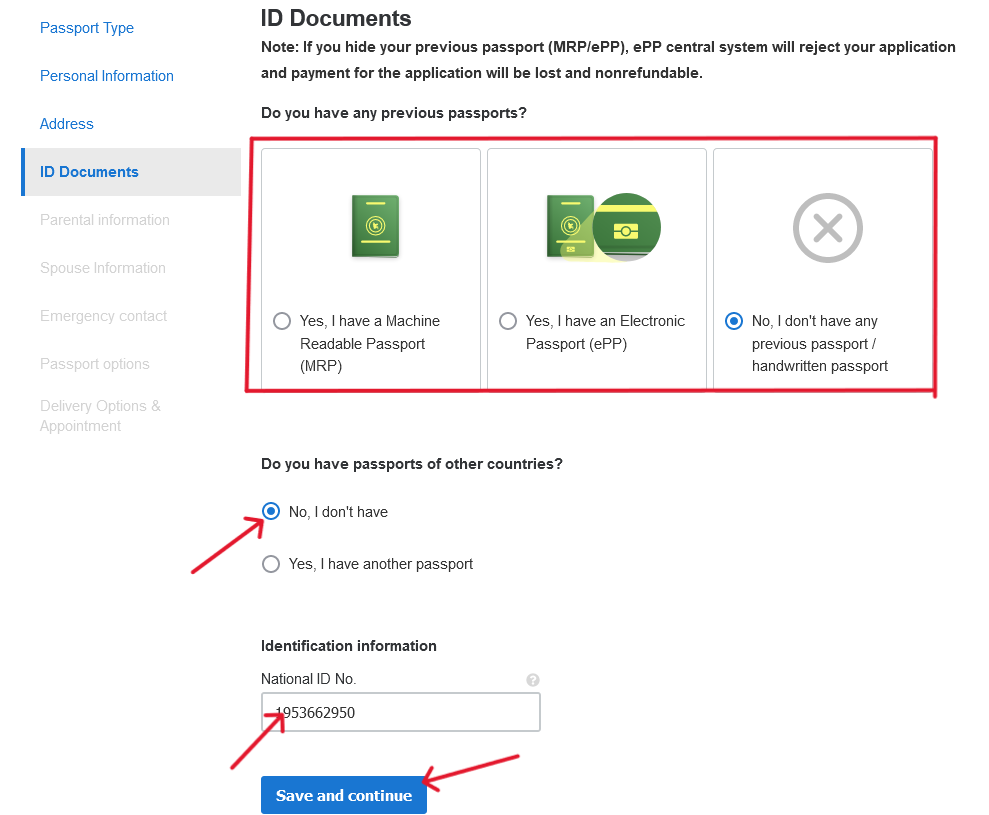 Passport Type
Personal Information
Address
ID Documents
Parental information
Spouse Information
Emergency contact
Passport options
Delivery Options &
Appointment
ID Documents
Note: If you hide your previous passport (MRP/ePP), ePP central system will reject your application
and payment for the application will be lost and nonrefundable.
Do you have any previous passports?
Yes, I have a Machine
Readable Passport
(MRP)
Yes, I have an Electronic
Passport (ePP)
No, I don't have any
previous passport /
handwritten passport
Do you have passports of other countries?
No, I don't have
Yes, I have another passport
Identification information
National ID No.
?
1953662950
Save and continue